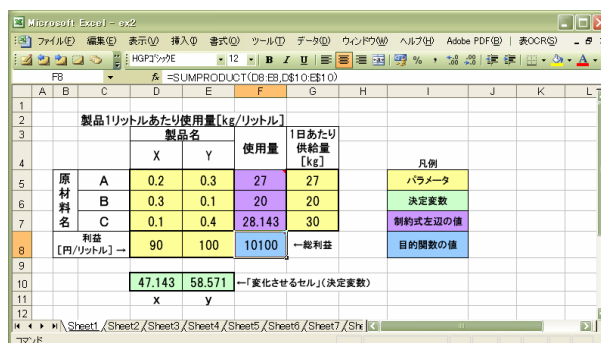 Microsoft Excel - ex2
ファイル(F) 編集(E) 表示(V) 挿入(I) 書式(O) ツール(T) データ(D) ウィンドウ(W) ヘルプ(H) Adobe PDF(B) 表OCR(S)
HGPｺﾞｼｯｸE 12 B I U
F8 fx =SUMPRODUCT(D8:E8,D$10:E$10)
A B C D E F G H I J K L
1
2 製品1リットルあたり使用量[kg/リットル]
3 製品名 1日あたり
4 X Y 使用量 供給量 [kg] 凡例
5 原 A 0.2 0.3 27 27 パラメータ
6 材料 B 0.3 0.1 20 20 決定変数
7 名 C 0.1 0.4 28.143 30 制約式左辺の値
8 利益 [円/リットル]→ 90 100 10100 ←総利益 目的関数の値
9
10 47.143 58.571 ←「変化させるセル」(決定変数)
11 x y
12
Sheet1 Sheet2 Sheet3 Sheet4 Sheet5 Sheet6 Sheet7 She
コマンド